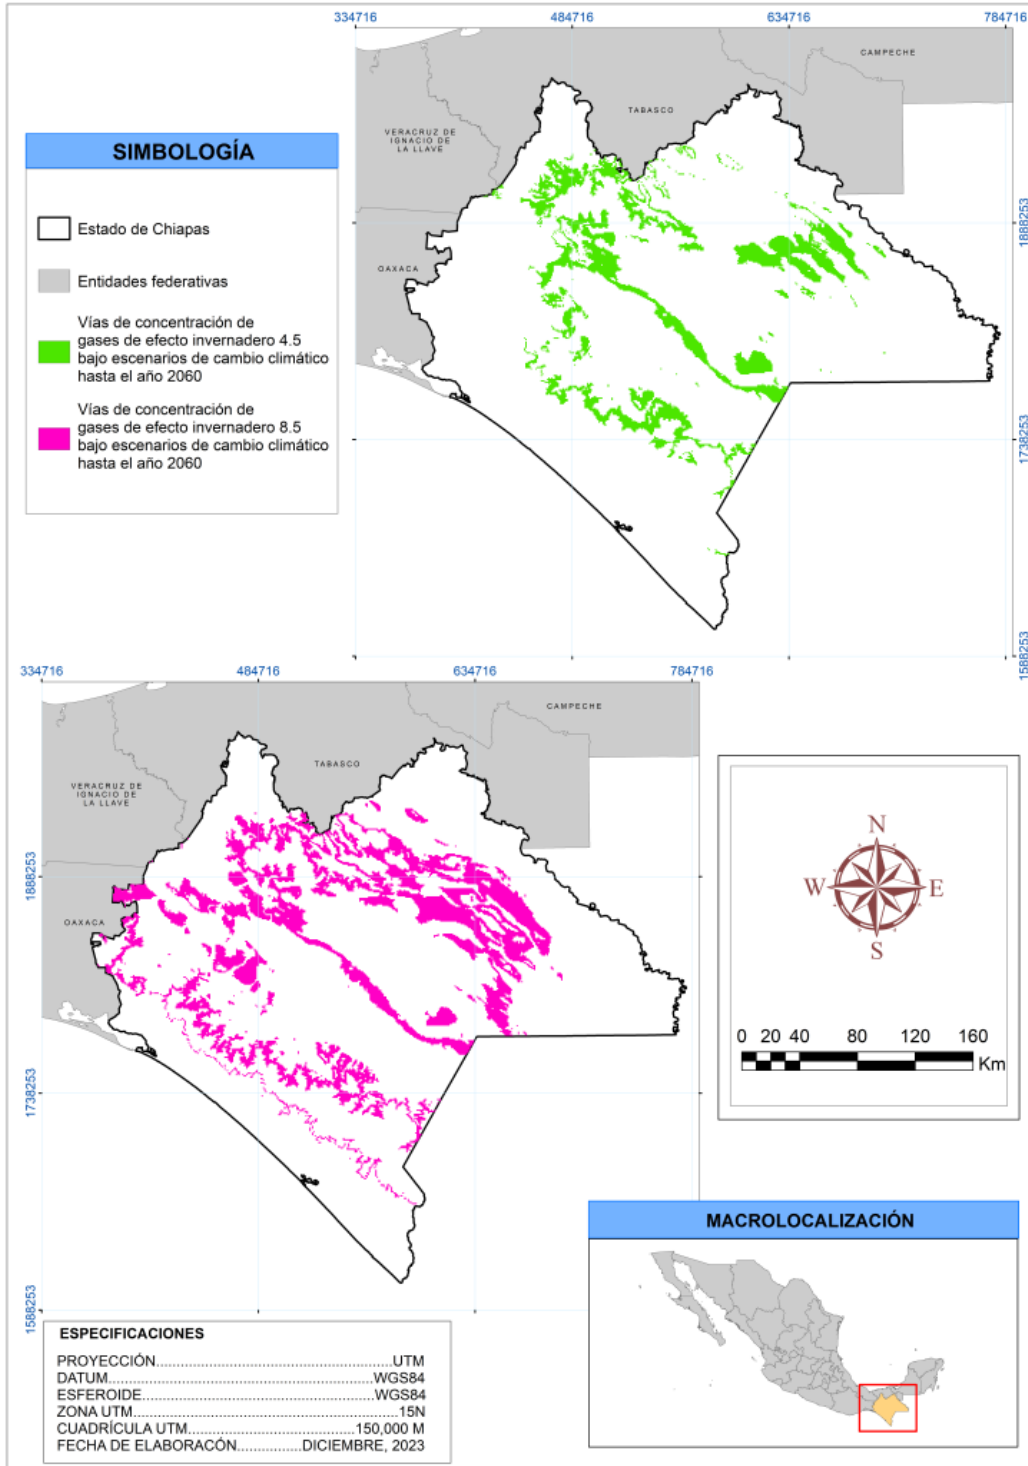 334716 484716 634716 784716
CAMPECHE
TABASCO
VERACRUZ DE
IGNACIO DE
LA LLAVE
OAXACA
1888253
1738253
1588253
SIMBOLOGÍA
Estado de Chiapas
Entidades federativas
Vías de concentración de
gases de efecto invernadero 4.5
bajo escenarios de cambio climático
hasta el año 2060
Vías de concentración de
gases de efecto invernadero 8.5
bajo escenarios de cambio climático
hasta el año 2060
334716 484716 634716 784716
CAMPECHE
TABASCO
VERACRUZ DE
IGNACIO DE
LA LLAVE
OAXACA
1888253
1738253
1588253
N
W E
S
0 20 40 80 120 160
Km
MACROLOCALIZACIÓN
ESPECIFICACIONES
PROYECCIÓN...............................................UTM
DATUM.....................................................WGS84
ESFEROIDE...............................................WGS84
ZONA UTM....................................................15N
CUADRÍCULA UTM..............................150,000 M
FECHA DE ELABORACÓN.............DICIEMBRE, 2023